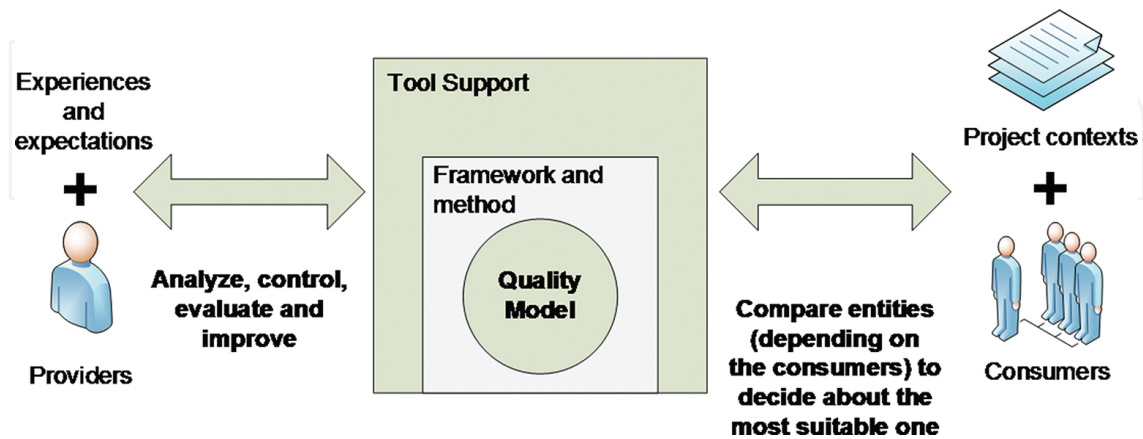 Experiences
and
expectations
+
Providers
Analyze, control,
evaluate and
improve
Tool Support
Framework and
method
Quality
Model
Compare entities
(depending on
the consumers) to
decide about the
most suitable one
Project contexts
+
Consumers